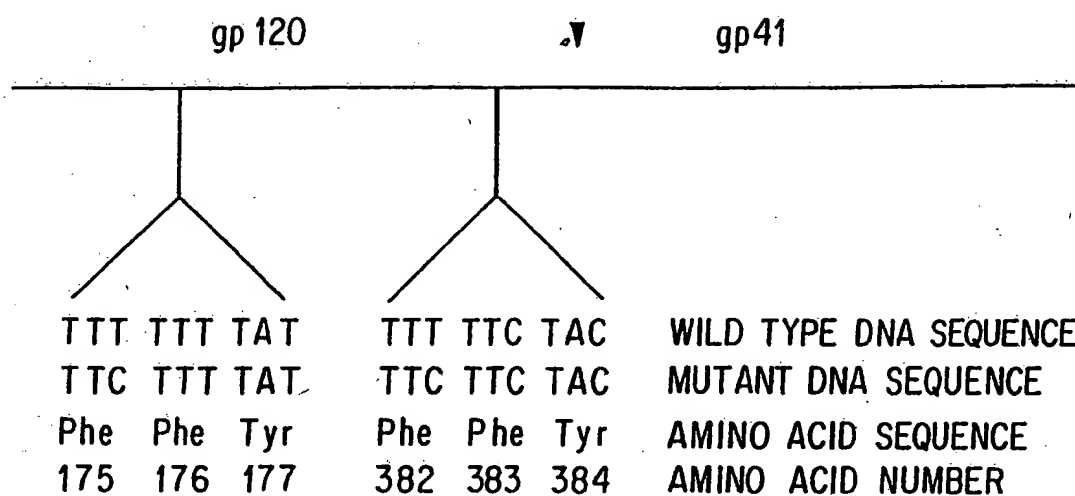 gp 120 gp41
TTT TTT TAT TTT TTC TAC WILD TYPE DNA SEQUENCE
TTC TTT TAT TTC TTC TAC MUTANT DNA SEQUENCE
Phe Phe Tyr Phe Phe Tyr AMINO ACID SEQUENCE
175 176 177 382 383 384 AMINO ACID NUMBER